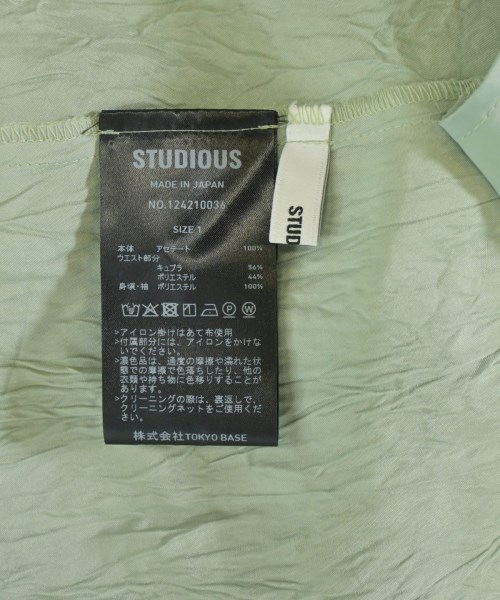 STUDIOUS
MADE IN JAPAN
NO.124210036
SIZE 1
本体 アセテート 100%
ウエスト部分
キュプラ 56%
ポリエステル 44%
身頃・袖 ポリエステル 100%
>アイロン掛けはあて布使用
>付属部分には、アイロンをかけな
いでください。
>濃色品は、過度の摩擦や濡れた状
態での摩擦で色落ちしたり、他の
衣類や持ち物に色移りすることが
あります。
>クリーニングの際は、裏返しで、
クリーニングネットをご使用くだ
さい。
株式会社TOKYO BASE
STUD